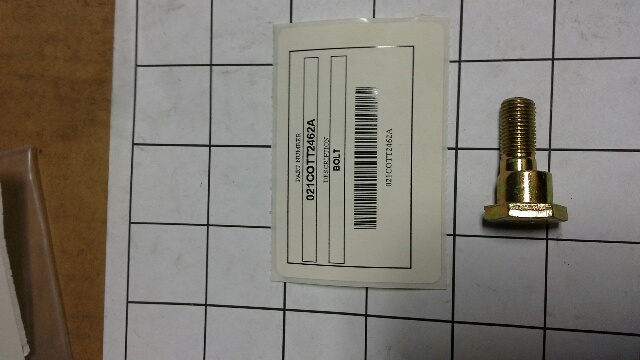 PART NUMBER
021COTT2462A
DESCRIPTION
BOLT
021COTT2462A